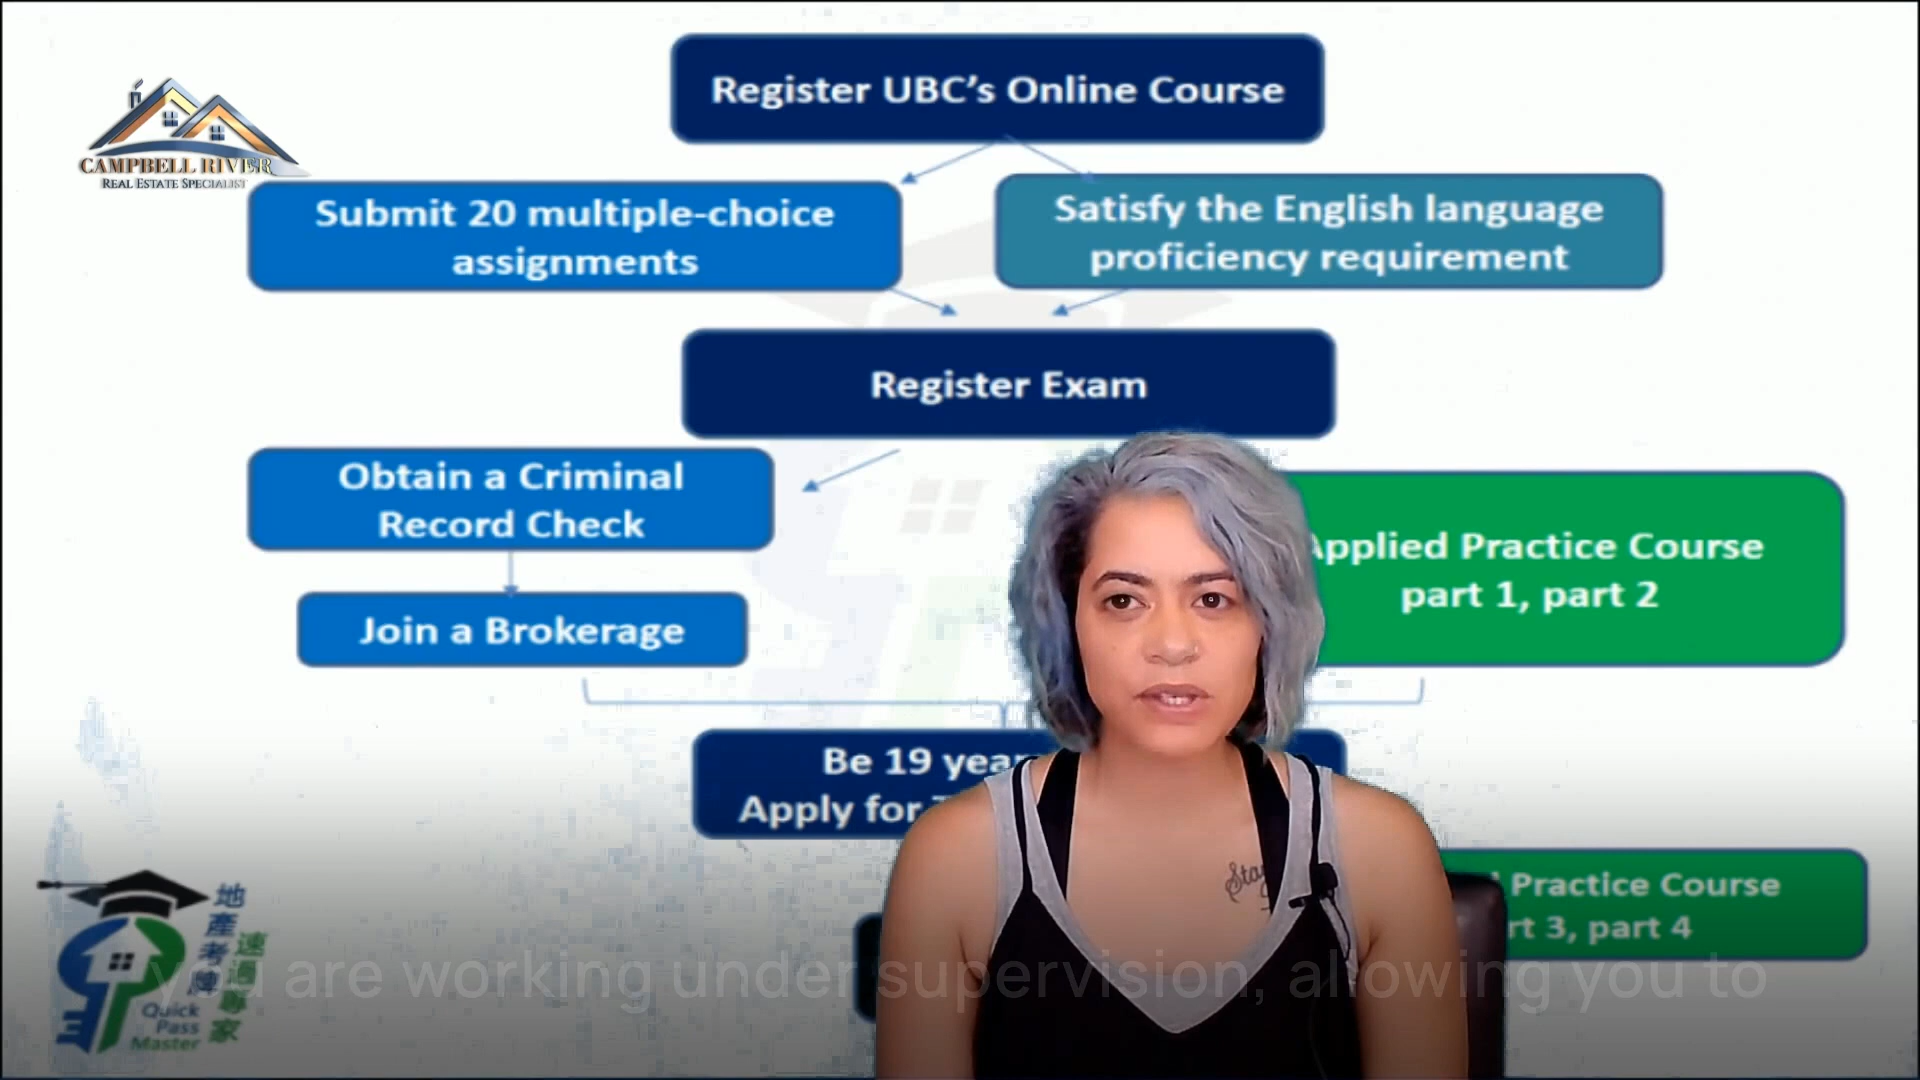 Register UBC's Online Course
CAMPBELL RIVER
REAL ESTATE SPECIALIST
Submit 20 multiple-choice
assignments
Satisfy the English language
proficiency requirement
Register Exam
Obtain a Criminal
Record Check
Applied Practice Course
part 1, part 2
Join a Brokerage
Be 19
Apply for
Practice Course
3, part 4
you are working under supervision, allowing you to
地產考牌
速過專家
Quick
Pass
Master